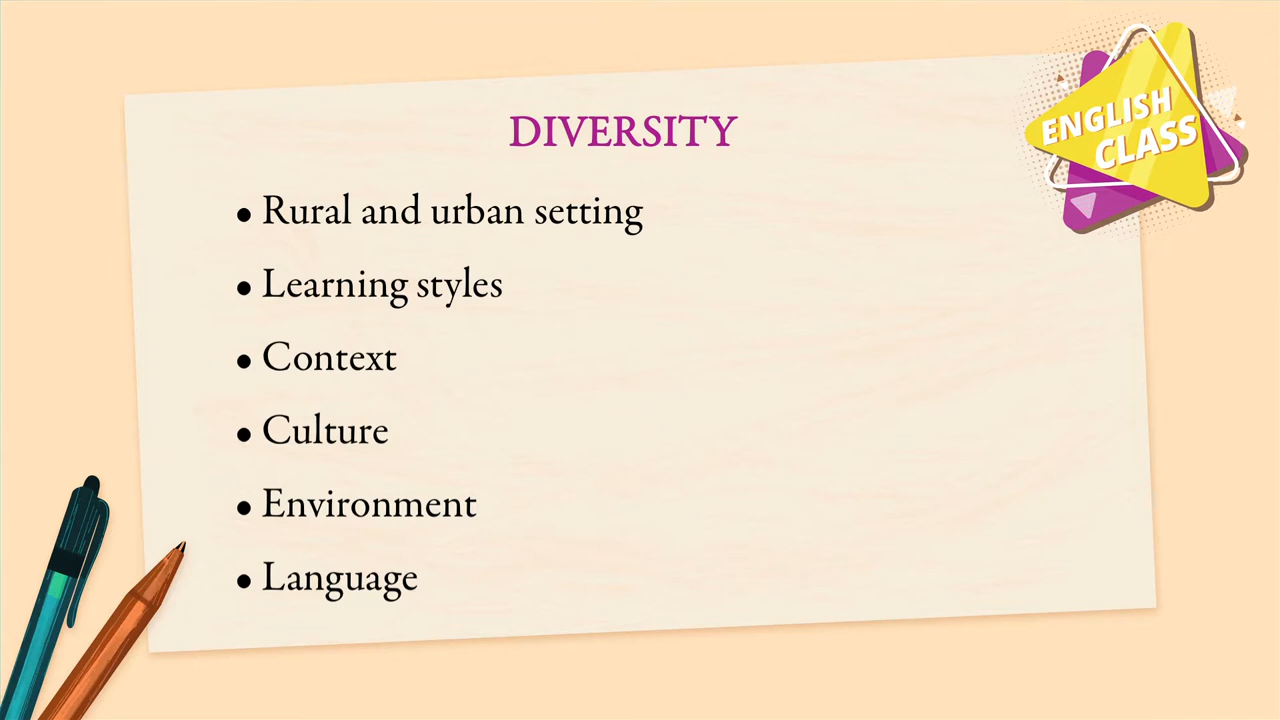 DIVERSITY
ENGLISH
CLASS
• Rural and urban setting
• Learning styles
• Context
• Culture
• Environment
• Language